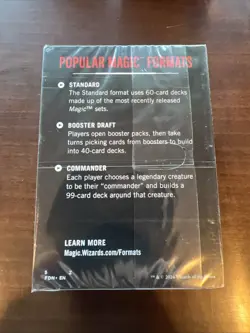 POPULAR MAGIC™ FORMATS
STANDARD
The Standard format uses 60-card decks
made up of the most recently released
Magic™ sets.
BOOSTER DRAFT
Players open booster packs, then take
turns picking cards from boosters to build
into 40-card decks.
COMMANDER
Each player chooses a legendary creature
to be their "commander" and builds a
99-card deck around that creature.
LEARN MORE
Magic.Wizards.com/Formats
FDN • EN